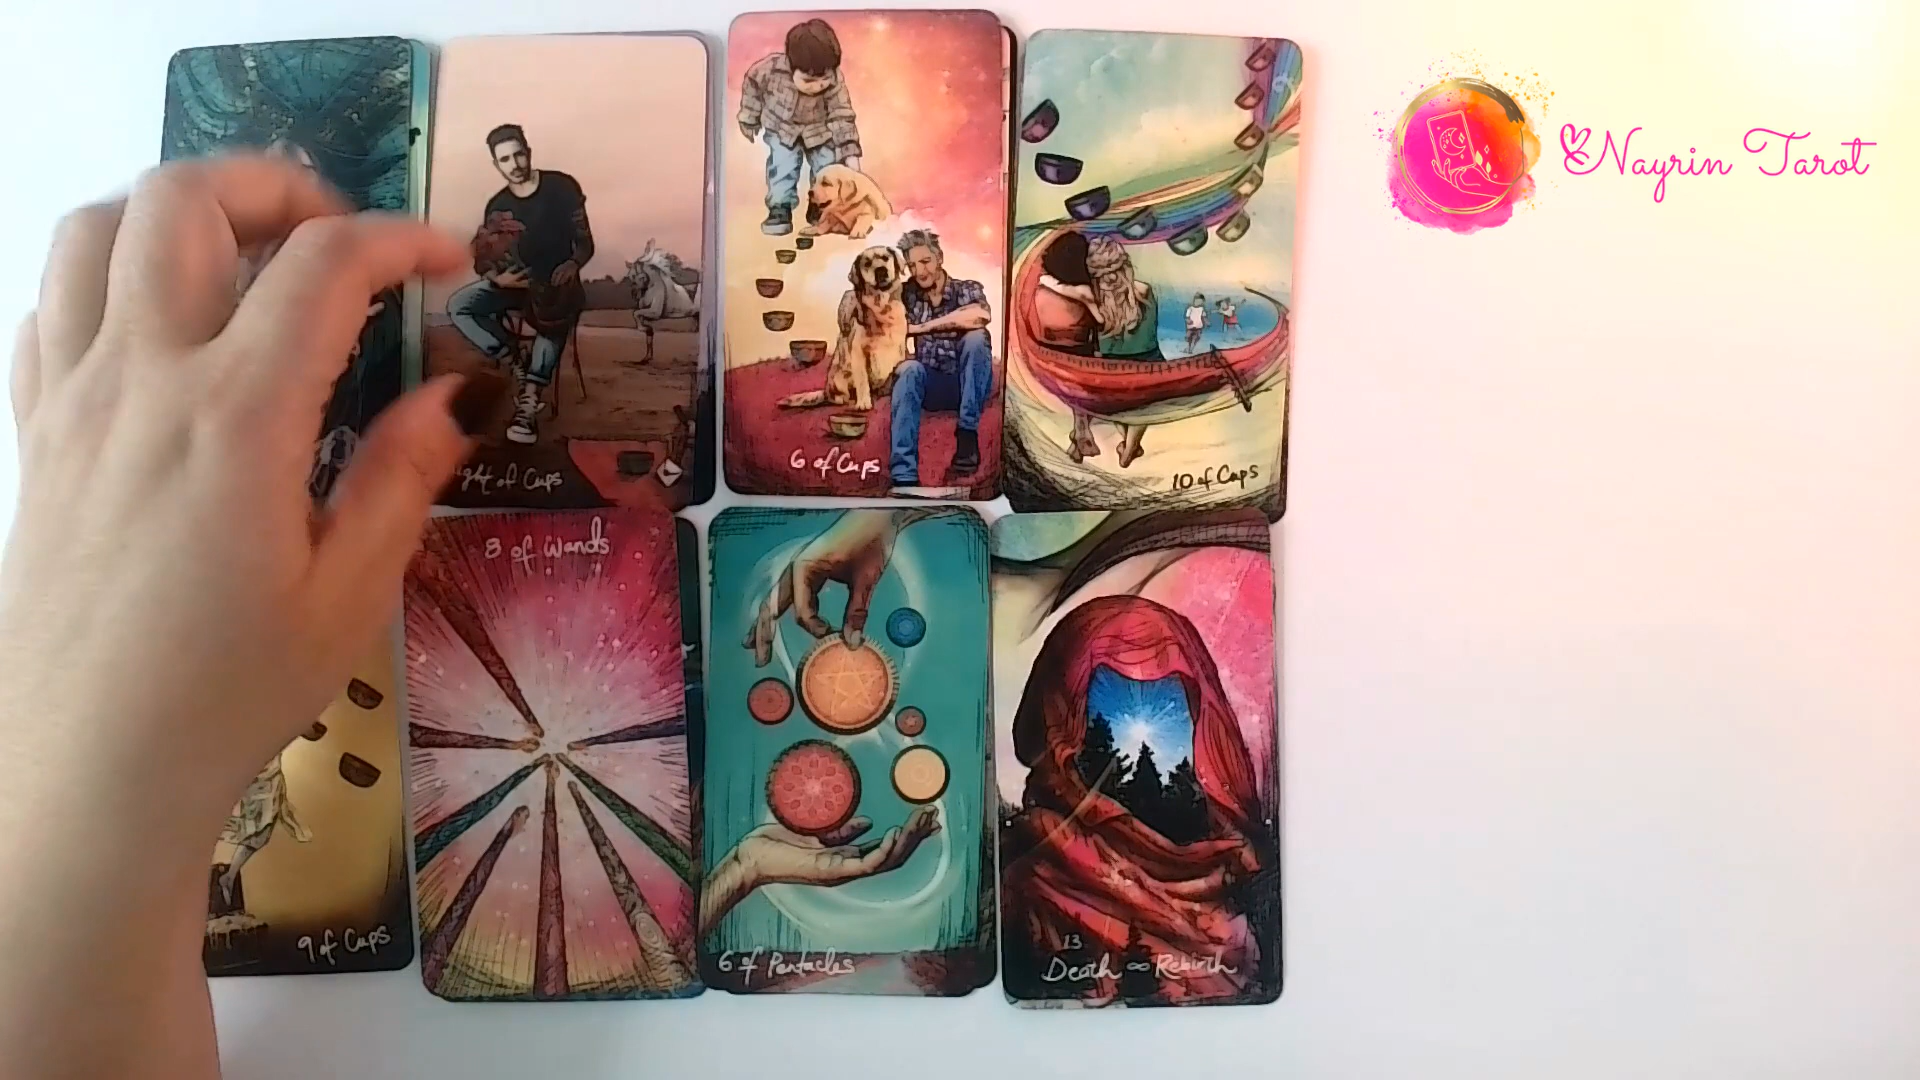 Nayrin Tarot
of Cups
6 of Cups
10 of Cups
8 of Wands
9 of Cups
6 of Pentacles
13
Death ∞ Rebirth